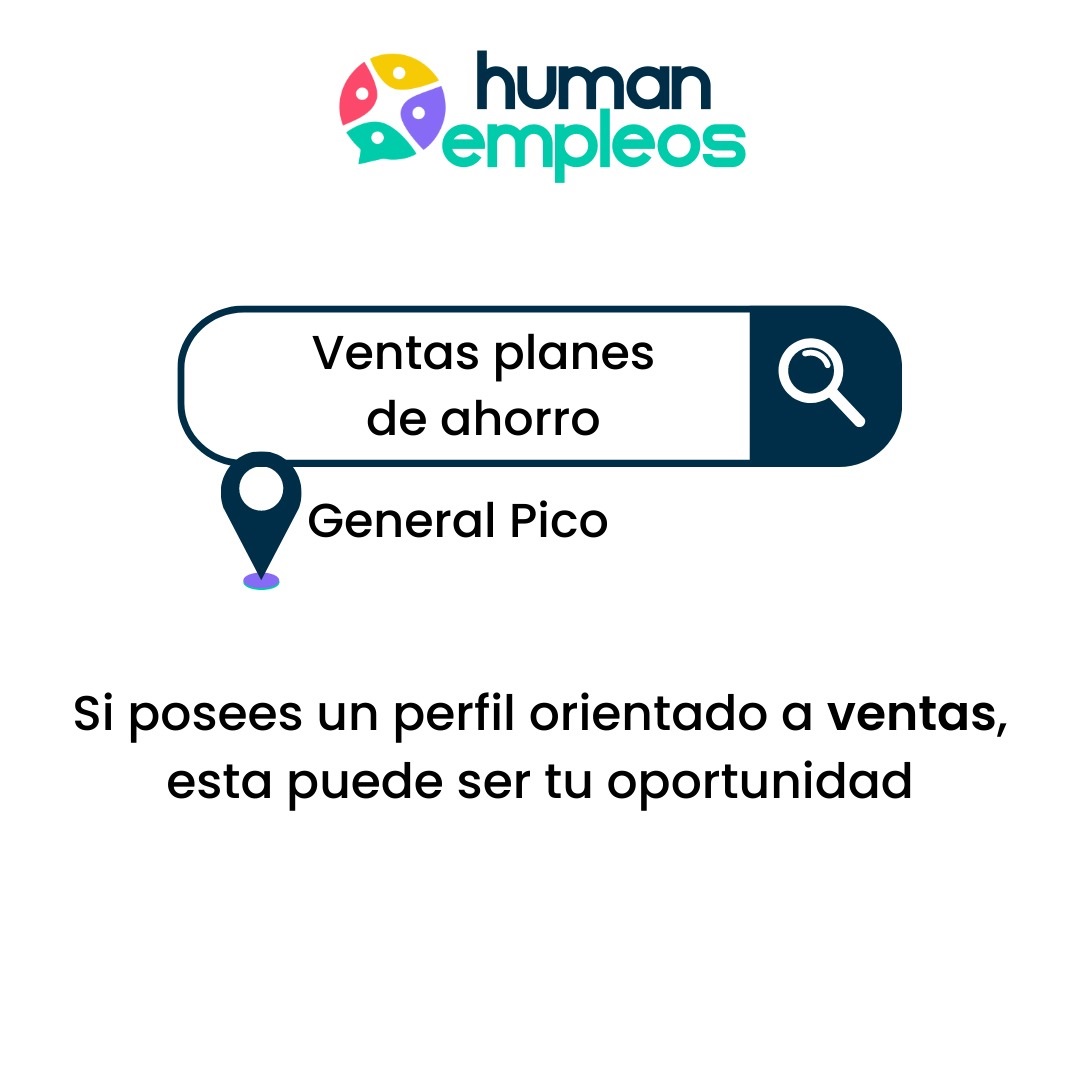 human
empleos
Ventas planes
de ahorro
General Pico
Si posees un perfil orientado a ventas,
esta puede ser tu oportunidad